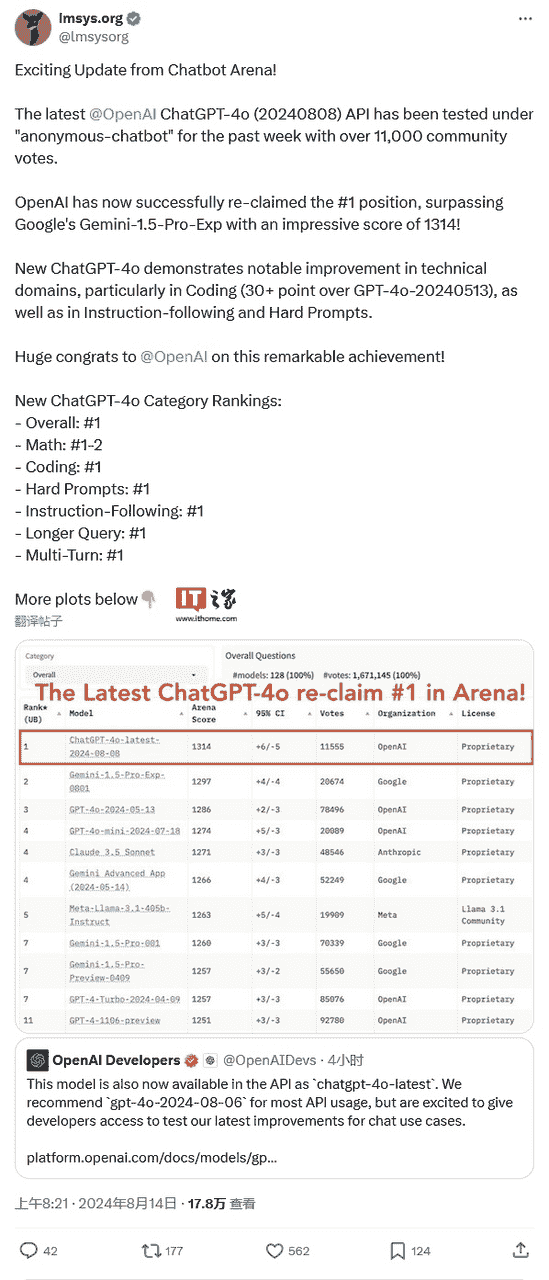 lmsys.org
@lmsysorg
Exciting Update from Chatbot Arena!
The latest @OpenAI ChatGPT-4o (20240808) API has been tested under
"anonymous-chatbot" for the past week with over 11,000 community
votes.
OpenAI has now successfully re-claimed the #1 position, surpassing
Google's Gemini-1.5-Pro-Exp with an impressive score of 1314!
New ChatGPT-4o demonstrates notable improvement in technical
domains, particularly in Coding (30+ point over GPT-4o-20240513), as
well as in Instruction-following and Hard Prompts.
Huge congrats to @OpenAI on this remarkable achievement!
New ChatGPT-4o Category Rankings:
- Overall: #1
- Math: #1-2
- Coding: #1
- Hard Prompts: #1
- Instruction-Following: #1
- Longer Query: #1
- Multi-Turn: #1
More plots below
IT之家
www.ithome.com
翻译帖子
Category
Overall
Overall Questions
#models: 128 (100%) #votes: 1,671,145 (100%)
The Latest ChatGPT-4o re-claim #1 in Arena!
Rank* (UB) Model Arena Score 95% CI Votes Organization License
1 ChatGPT-4o-latest-2024-08-08 1314 +6/-5 11555 OpenAI Proprietary
2 Gemini-1.5-Pro-Exp-0801 1297 +4/-4 20674 Google Proprietary
3 GPT-4o-2024-05-13 1286 +2/-3 78496 OpenAI Proprietary
4 GPT-4o-mini-2024-07-18 1274 +5/-3 20089 OpenAI Proprietary
4 Claude 3.5 Sonnet 1271 +3/-3 48546 Anthropic Proprietary
4 Gemini Advanced App (2024-05-14) 1266 +4/-3 52249 Google Proprietary
5 Meta-Llama-3.1-405b-Instruct 1263 +5/-4 19909 Meta Llama 3.1 Community
7 Gemini-1.5-Pro-001 1260 +3/-3 70339 Google Proprietary
7 Gemini-1.5-Pro-Preview-0409 1257 +3/-2 55650 Google Proprietary
7 GPT-4-Turbo-2024-04-09 1257 +3/-3 85076 OpenAI Proprietary
11 GPT-4-1106-preview 1251 +3/-3 92780 OpenAI Proprietary
OpenAI Developers @OpenAIDevs · 4小时
This model is also now available in the API as `chatgpt-4o-latest`. We
recommend `gpt-4o-2024-08-06` for most API usage, but are excited to give
developers access to test our latest improvements for chat use cases.
platform.openai.com/docs/models/gp...
上午8:21 · 2024年8月14日 · 17.8万 查看
42 177 562 124